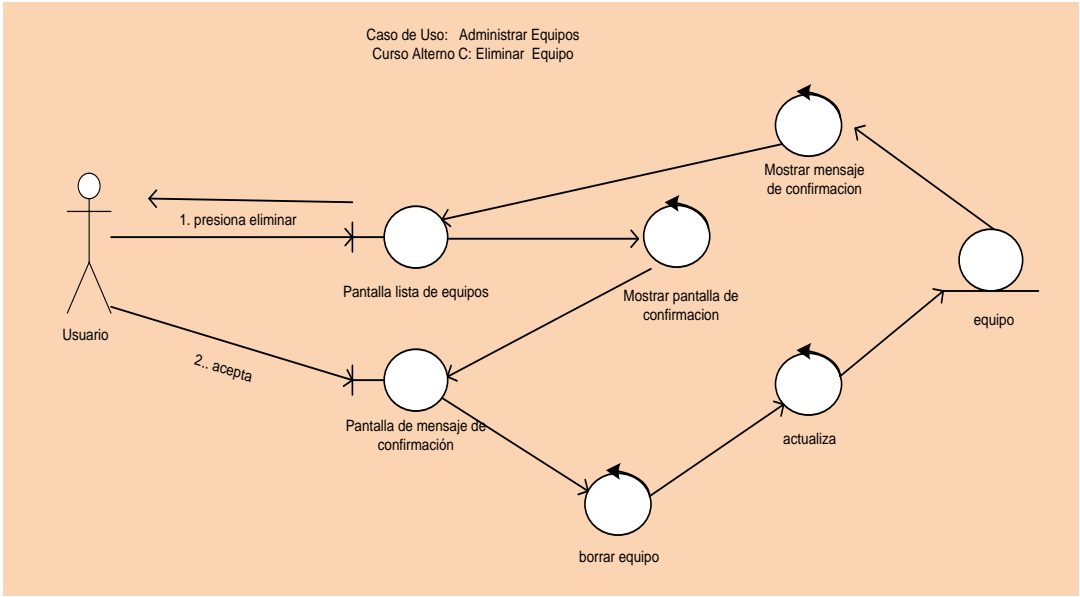 Caso de Uso:   Administrar Equipos
Curso Alterno C: Eliminar  Equipo
Mostrar mensaje
de confirmacion
1. presiona eliminar
Pantalla lista de equipos
Mostrar pantalla de
confirmacion
equipo
Usuario
2.. acepta
Pantalla de mensaje de
confirmación
actualiza
borrar equipo